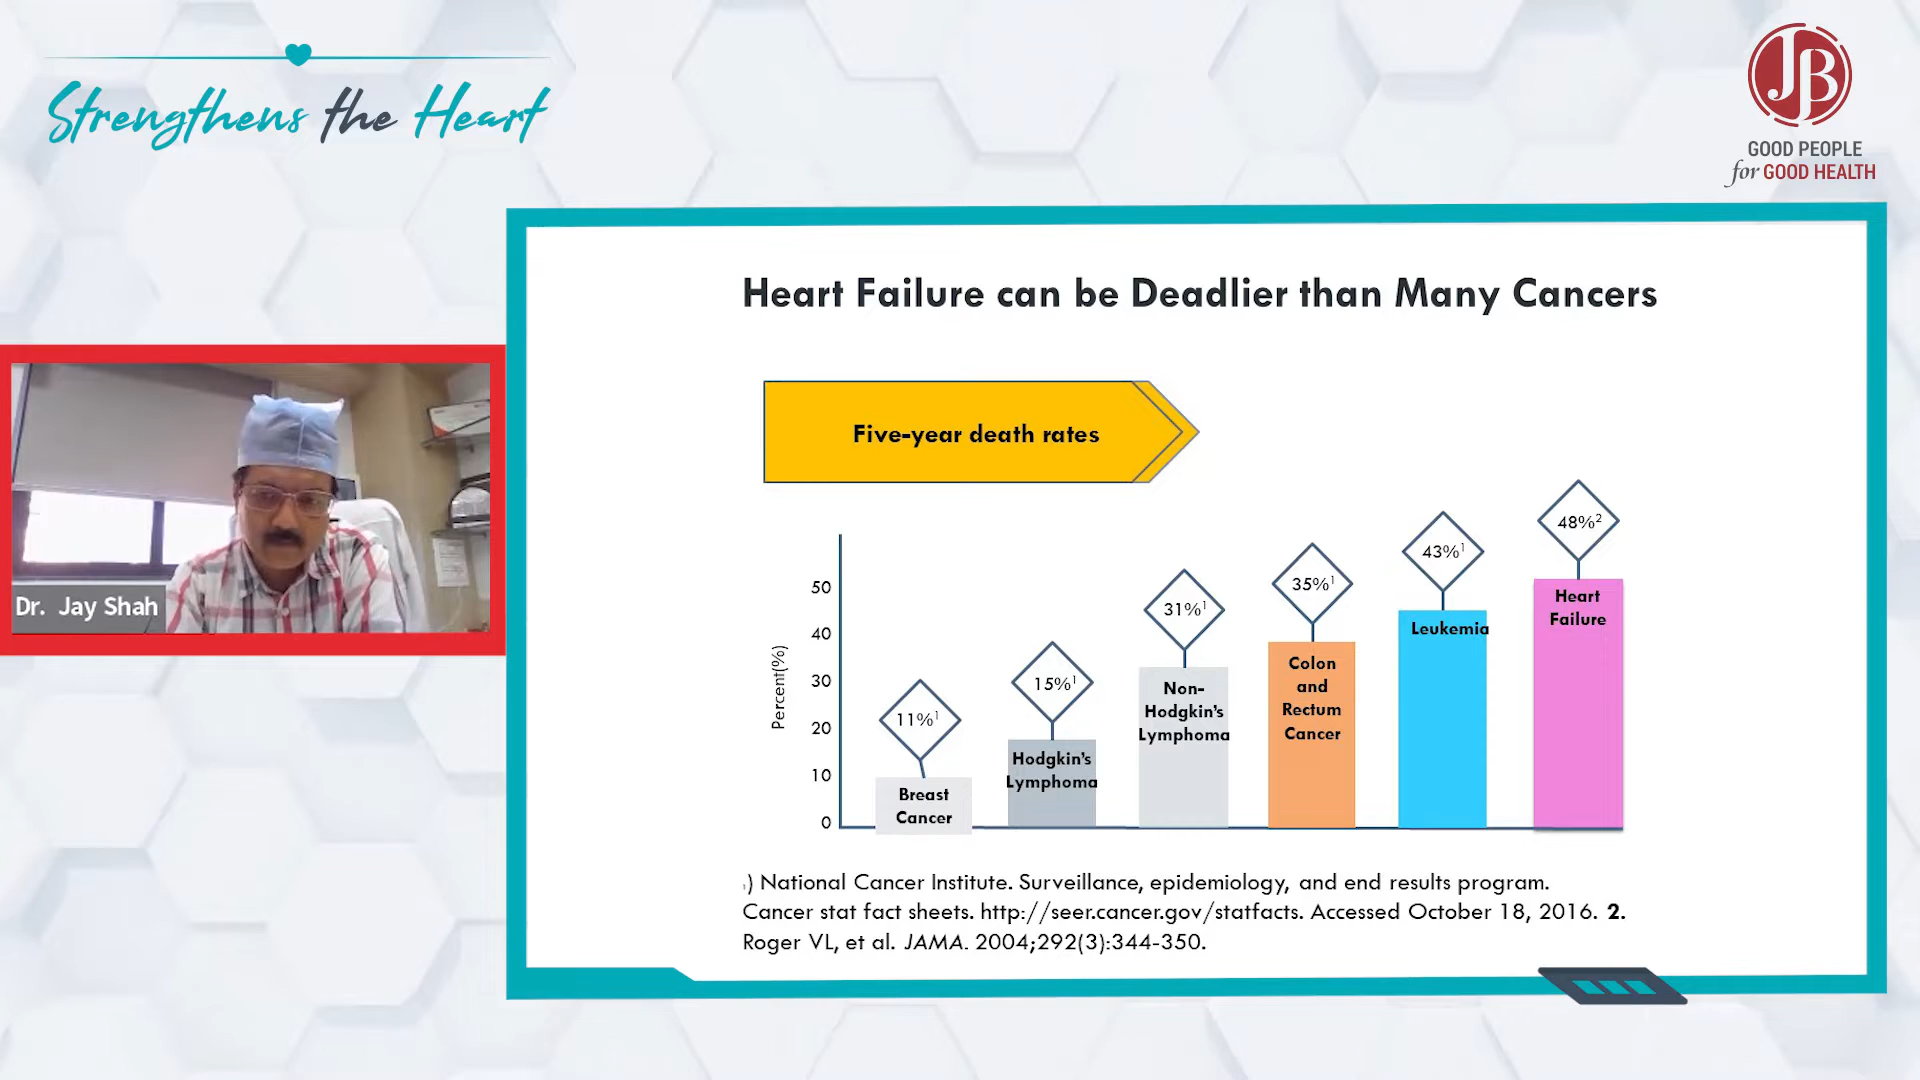 Strengthens the Heart
JB
GOOD PEOPLE
for GOOD HEALTH
Heart Failure can be Deadlier than Many Cancers
Five-year death rates
Percent(%)
50
40
30
20
10
0
11%¹
15%¹
31%¹
35%¹
43%¹
48%²
Breast
Cancer
Hodgkin's
Lymphoma
Non-
Hodgkin's
Lymphoma
Colon
and
Rectum
Cancer
Leukemia
Heart
Failure
) National Cancer Institute. Surveillance, epidemiology, and end results program.
Cancer stat fact sheets. http://seer.cancer.gov/statfacts. Accessed October 18, 2016. 2.
Roger VL, et al. JAMA. 2004;292(3):344-350.
Dr. Jay Shah